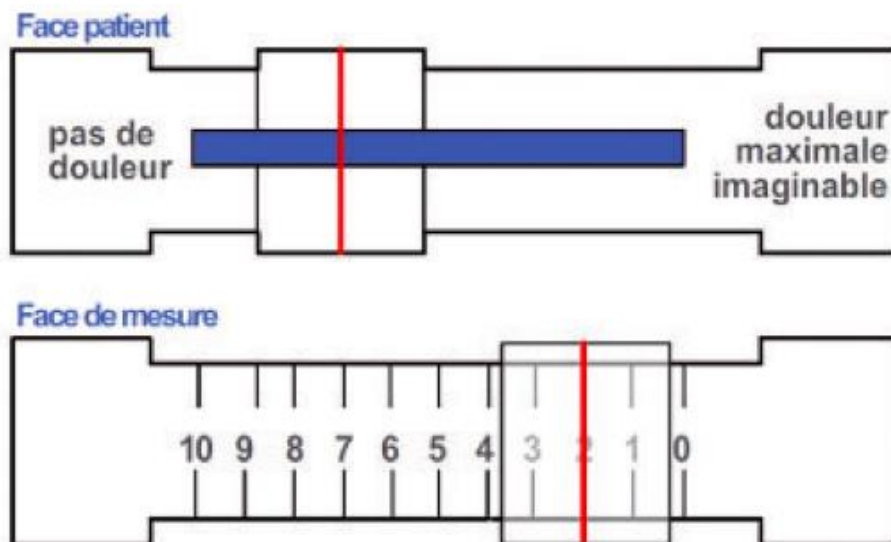 Face patient
pas de
douleur
douleur
maximale
imaginable
Face de mesure
10 9 8 7 6 5 4 3 2 1 0